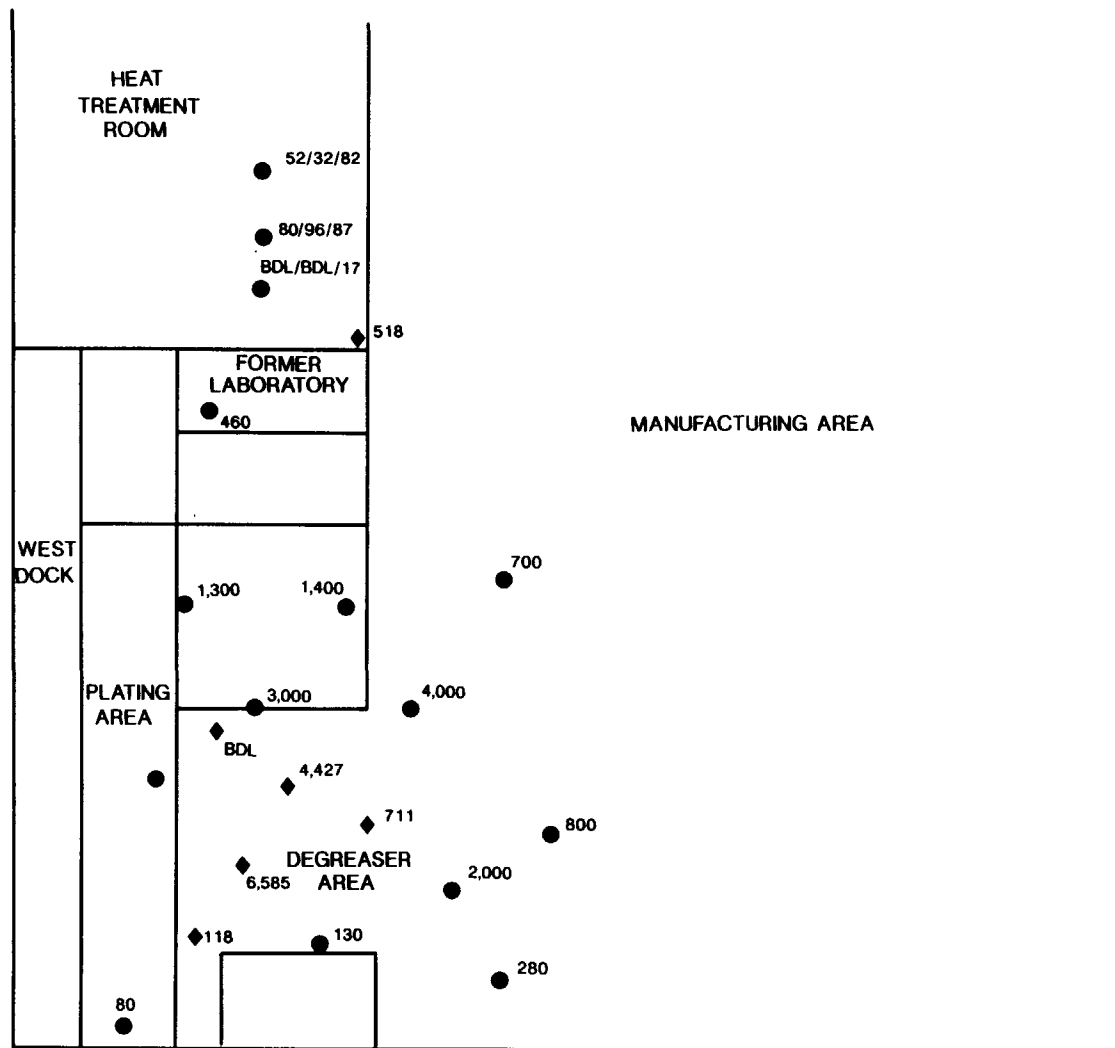 HEAT
TREATMENT
ROOM
52/32/82
80/96/87
BDL/BDL/17
518
FORMER
LABORATORY
460
MANUFACTURING AREA
WEST
DOCK
700
1,300
1,400
PLATING
AREA
3,000
4,000
BDL
4,427
711
800
DEGREASER
AREA
6,585
2,000
118
130
280
80